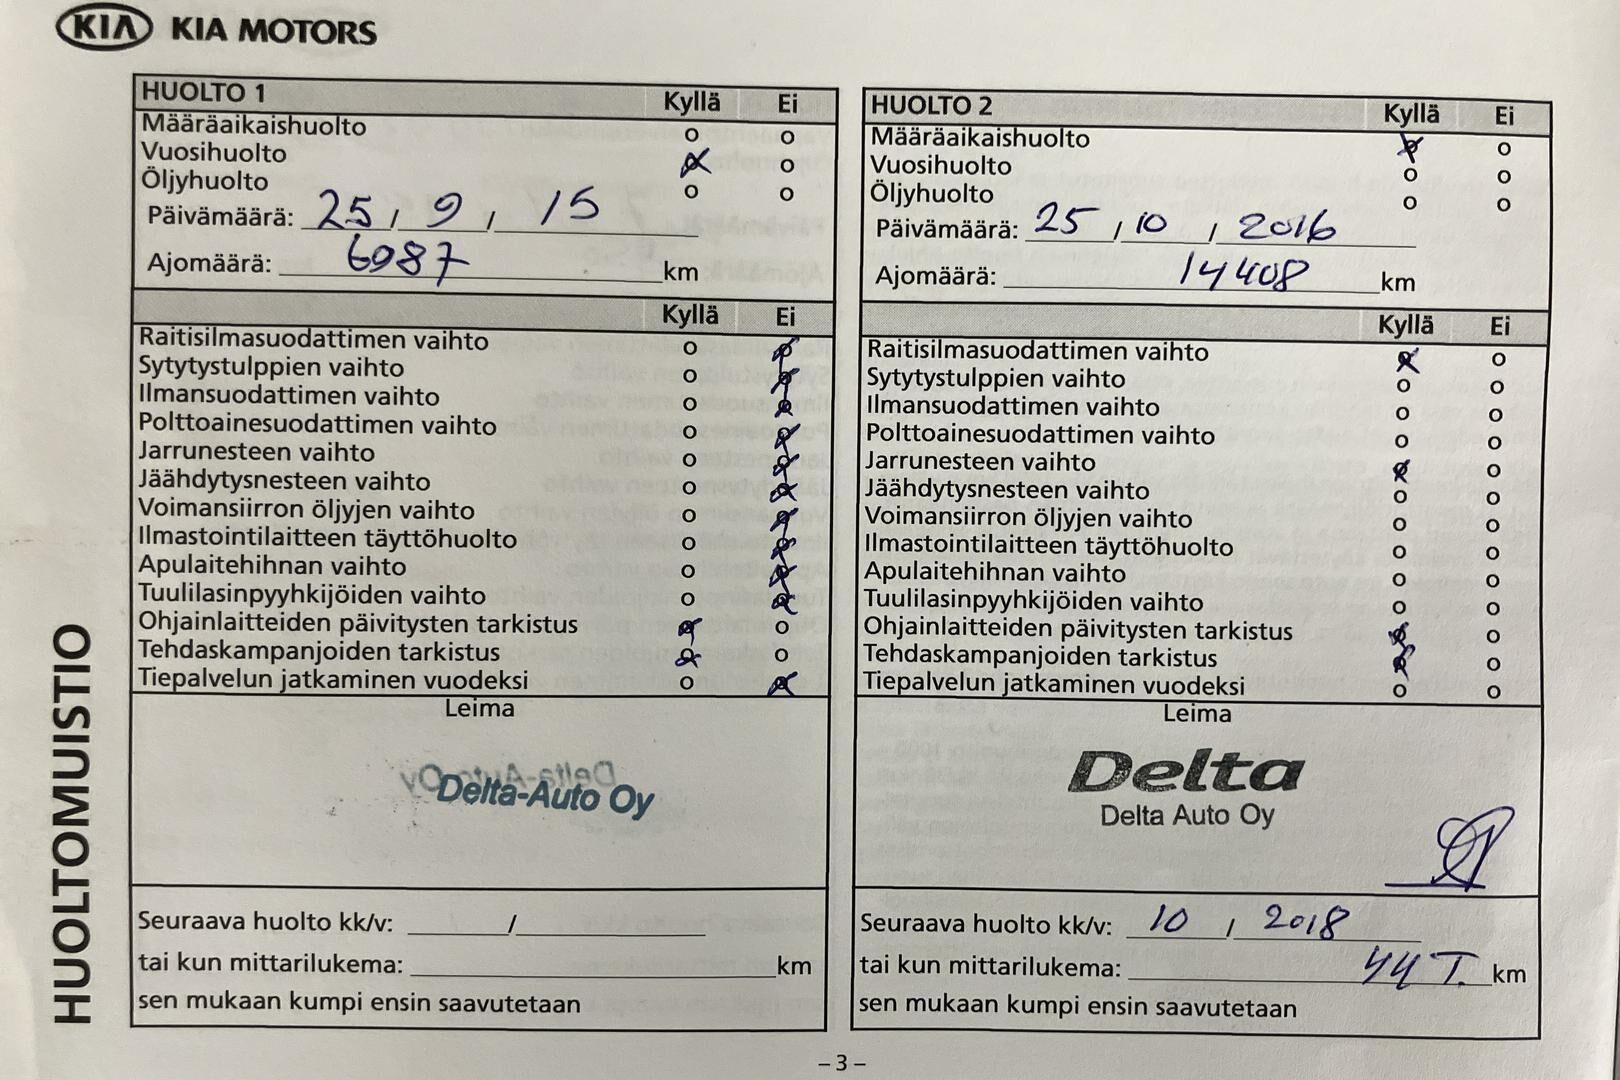 KIA KIA MOTORS
HUOLTOMUISTIO
HUOLTO 1 Kyllä Ei
Määräaikaishuolto o o
Vuosihuolto x o
Öljyhuolto o o
Päivämäärä: 25 / 9 / 15
Ajomäärä: 6087 km
Kyllä Ei
Raitisilmasuodattimen vaihto o x
Sytytystulppien vaihto o x
Ilmansuodattimen vaihto o x
Polttoainesuodattimen vaihto o x
Jarrunesteen vaihto o x
Jäähdytysnesteen vaihto o x
Voimansiirron öljyjen vaihto o x
Ilmastointilaitteen täyttöhuolto o x
Apulaitehihnan vaihto o x
Tuulilasinpyyhkijöiden vaihto o x
Ohjainlaitteiden päivitysten tarkistus x o
Tehdaskampanjoiden tarkistus x o
Tiepalvelun jatkaminen vuodeksi o x
Leima
Delta-Auto Oy
Seuraava huolto kk/v: /
tai kun mittarilukema: km
sen mukaan kumpi ensin saavutetaan
HUOLTO 2 Kyllä Ei
Määräaikaishuolto x o
Vuosihuolto o o
Öljyhuolto o o
Päivämäärä: 25 / 10 / 2016
Ajomäärä: 14408 km
Kyllä Ei
Raitisilmasuodattimen vaihto x o
Sytytystulppien vaihto o o
Ilmansuodattimen vaihto o o
Polttoainesuodattimen vaihto o o
Jarrunesteen vaihto x o
Jäähdytysnesteen vaihto o o
Voimansiirron öljyjen vaihto o o
Ilmastointilaitteen täyttöhuolto o o
Apulaitehihnan vaihto o o
Tuulilasinpyyhkijöiden vaihto o o
Ohjainlaitteiden päivitysten tarkistus x o
Tehdaskampanjoiden tarkistus x o
Tiepalvelun jatkaminen vuodeksi o o
Leima
Delta
Delta Auto Oy
Seuraava huolto kk/v: 10 / 2018
tai kun mittarilukema: 44 T. km
sen mukaan kumpi ensin saavutetaan
– 3 –